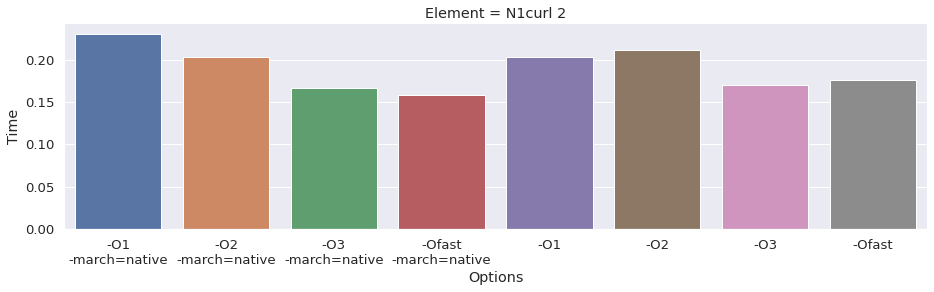 Element = N1curl 2
Time
0.20
0.15
0.10
0.05
0.00
-O1 -O2 -O3 -Ofast -O1 -O2 -O3 -Ofast
-march=native -march=native -march=native -march=native
Options